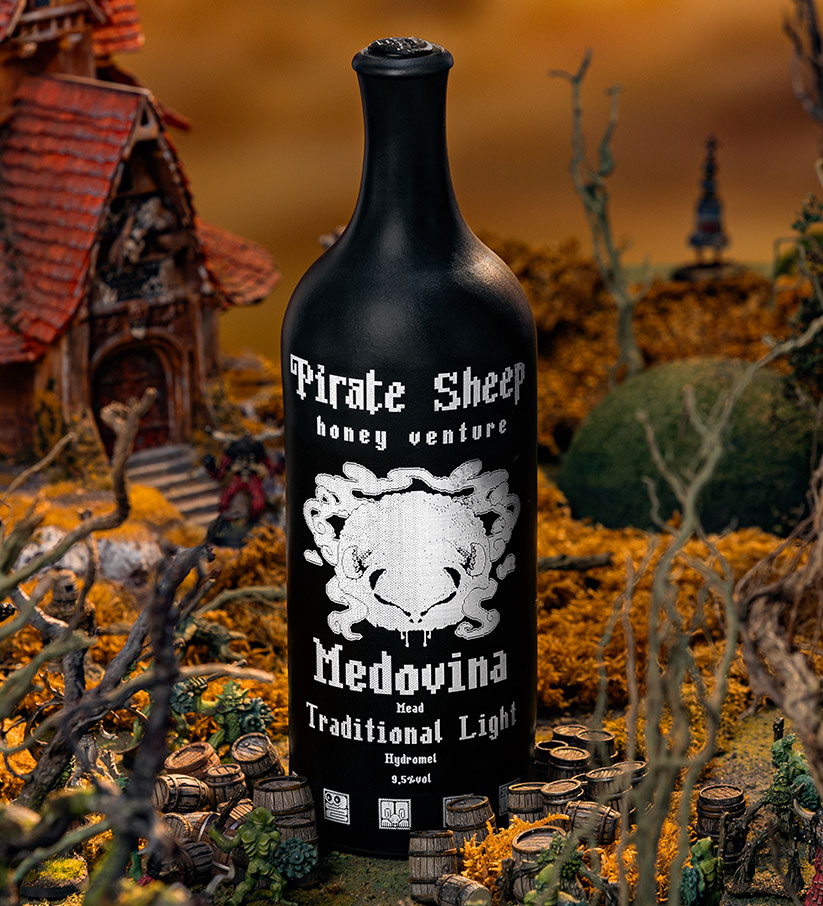 Pirate Sheep
honey venture
Medovina
Mead
Traditional Light
Hydromel
9,5%vol